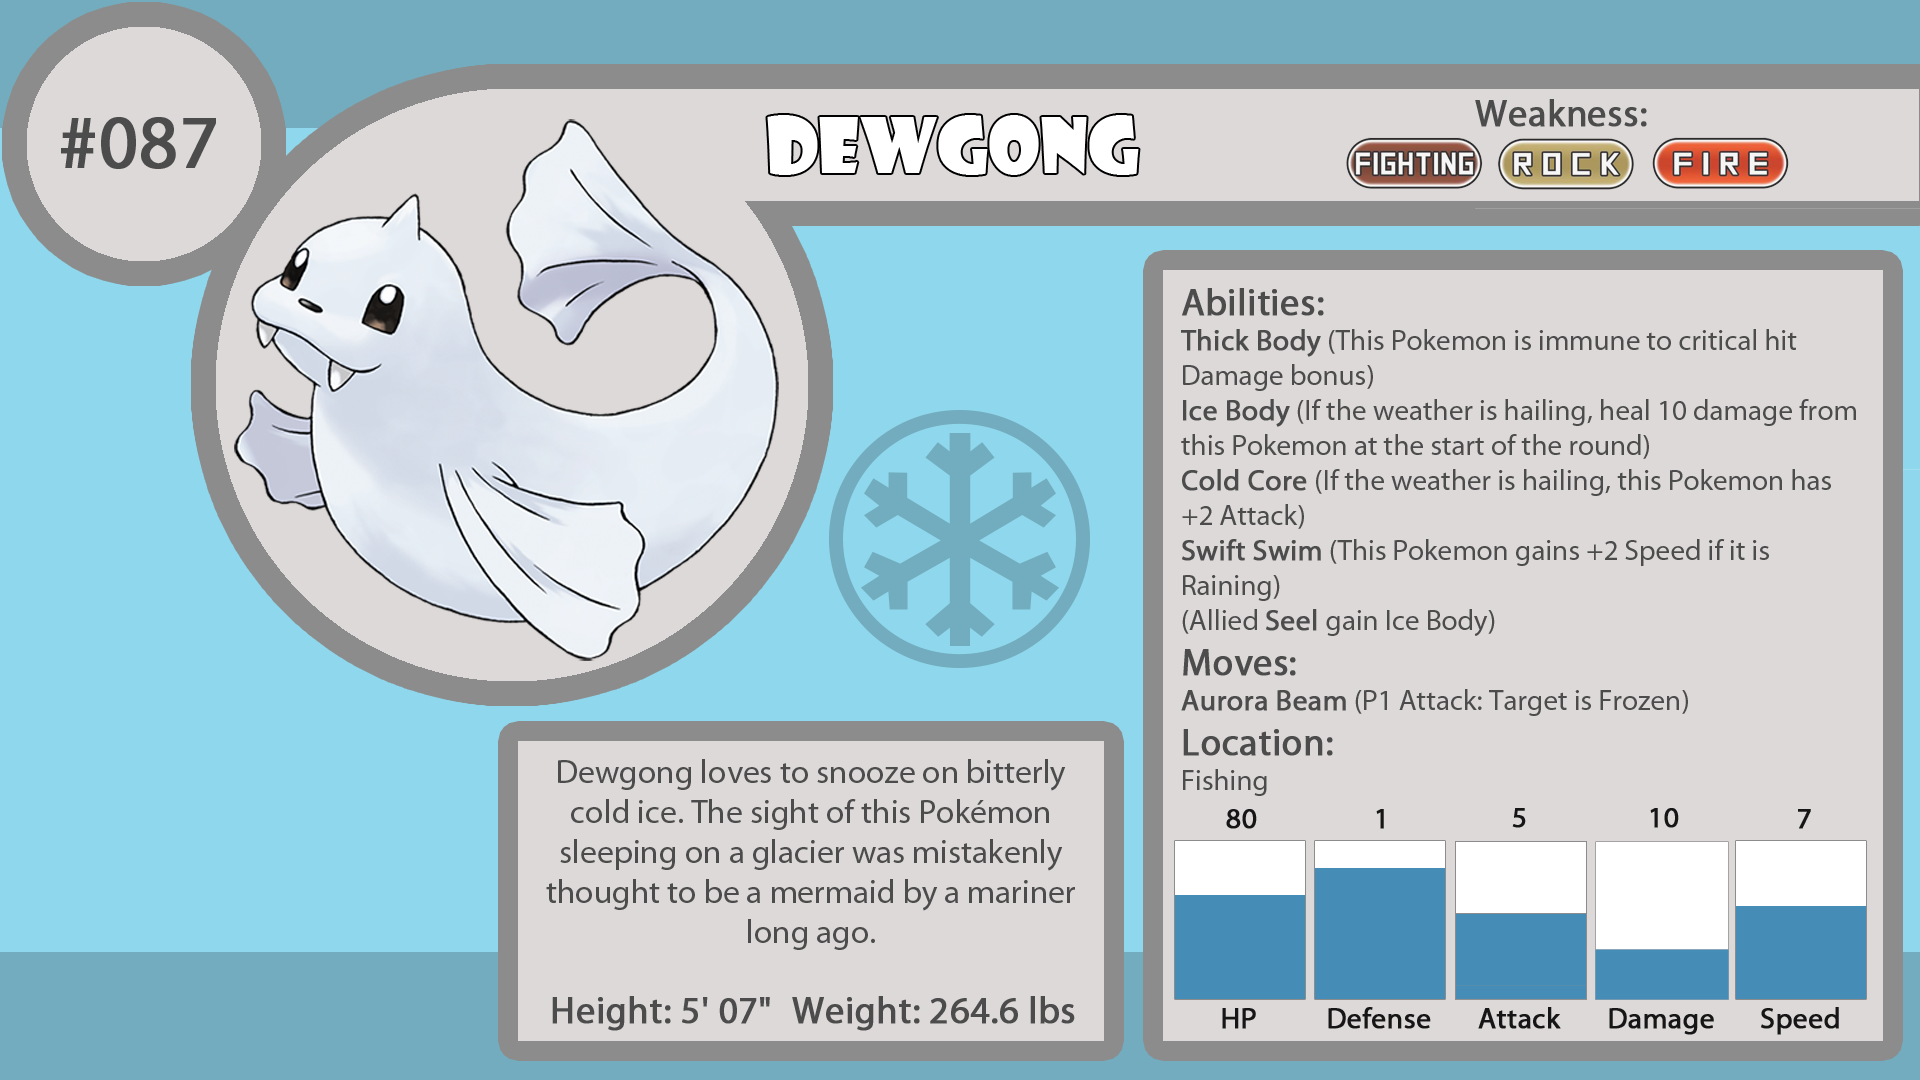 #087
DEWGONG
Weakness:
FIGHTING ROCK FIRE
Abilities:
Thick Body (This Pokemon is immune to critical hit
Damage bonus)
Ice Body (If the weather is hailing, heal 10 damage from
this Pokemon at the start of the round)
Cold Core (If the weather is hailing, this Pokemon has
+2 Attack)
Swift Swim (This Pokemon gains +2 Speed if it is
Raining)
(Allied Seel gain Ice Body)
Moves:
Aurora Beam (P1 Attack: Target is Frozen)
Location:
Fishing
80 1 5 10 7
HP Defense Attack Damage Speed
Dewgong loves to snooze on bitterly
cold ice. The sight of this Pokémon
sleeping on a glacier was mistakenly
thought to be a mermaid by a mariner
long ago.
Height: 5' 07" Weight: 264.6 lbs